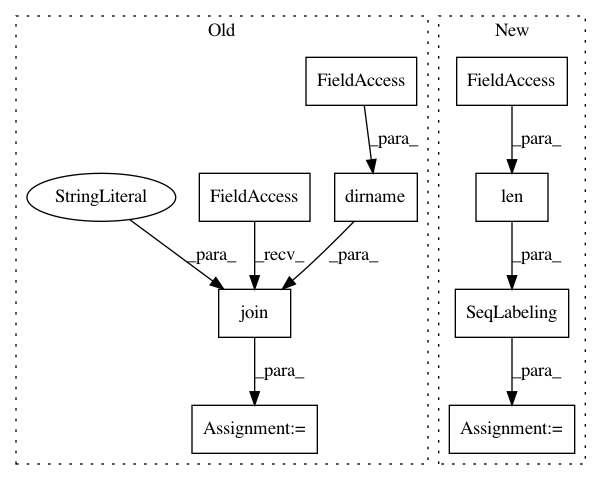 Old
New
FieldAccess
FieldAccess
_para_
_para_
StringLiteral
FieldAccess
dirname
len
_para_
_recv_
_para_
_para_
join
SeqLabeling
_para_
_para_
Assignment:=
Assignment:=